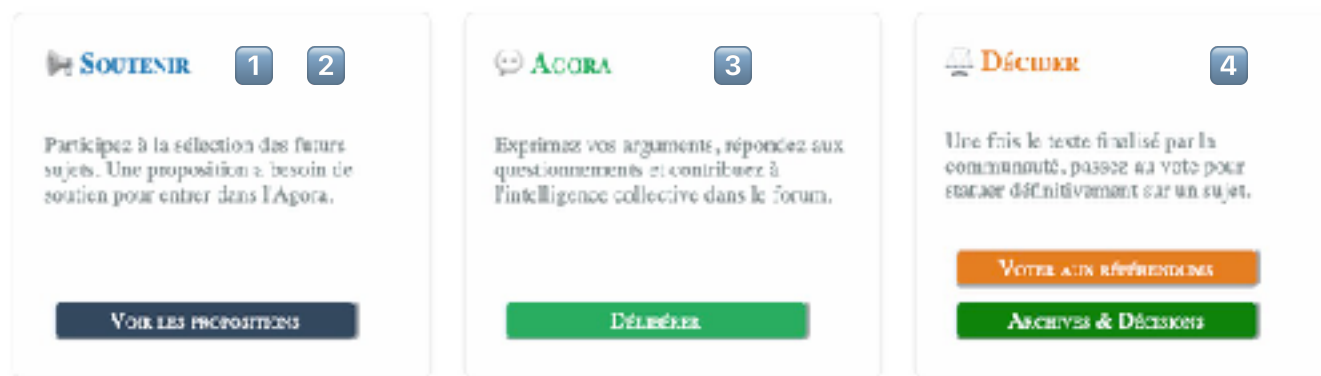 SOUTENIR 1 2
Participez à la sélection des futurs
sujets. Une proposition a besoin de
soutien pour entrer dans l'Agora.
VOIR LES PROPOSITIONS
AGORA 3
Exprimez vos arguments, répondez aux
questionnements et contribuez à
l'intelligence collective dans le forum.
DÉLIBÉRER
DÉCIDER 4
Une fois le texte finalisé par la
communauté, passez au vote pour
statuer définitivement sur un sujet.
VOTER AUX RÉFÉRENDUMS
ARCHIVES & DÉCISIONS